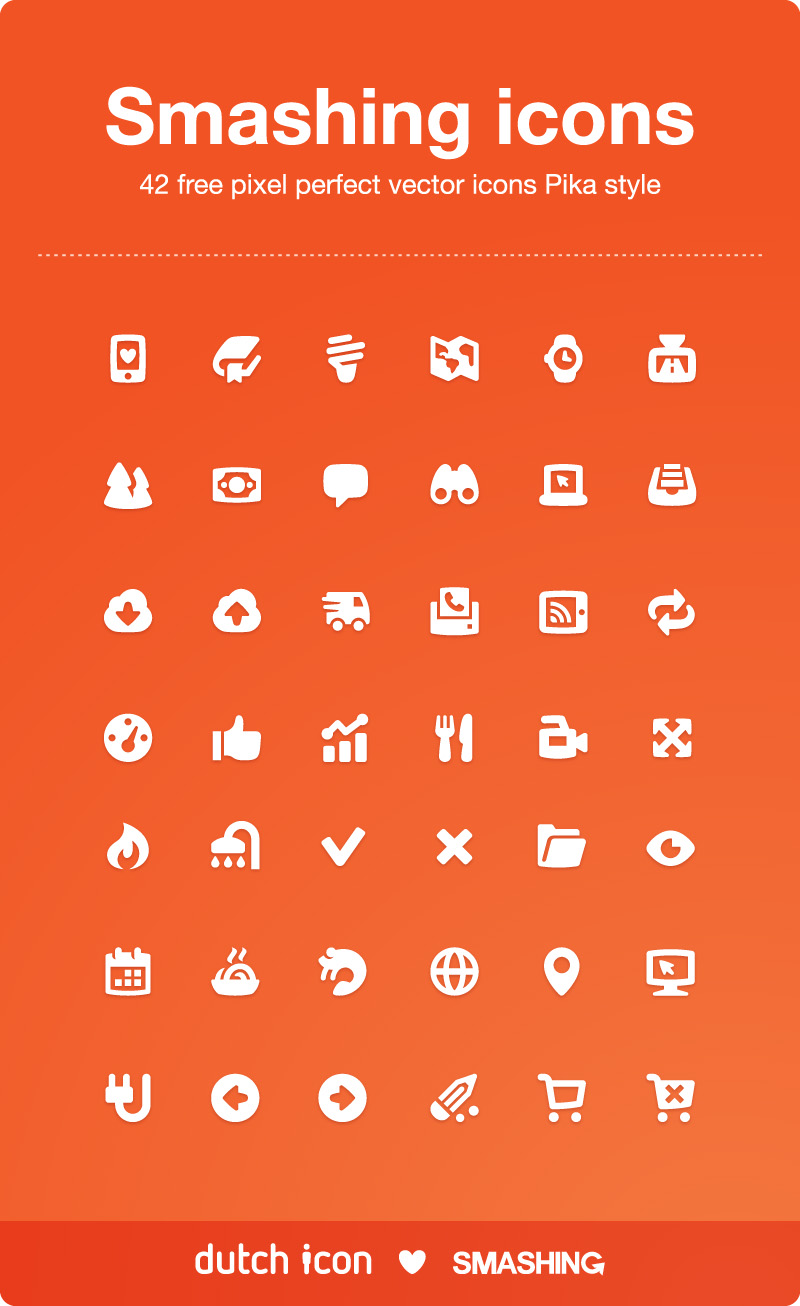 Smashing icons
42 free pixel perfect vector icons Pika style
dutch icon SMASHING